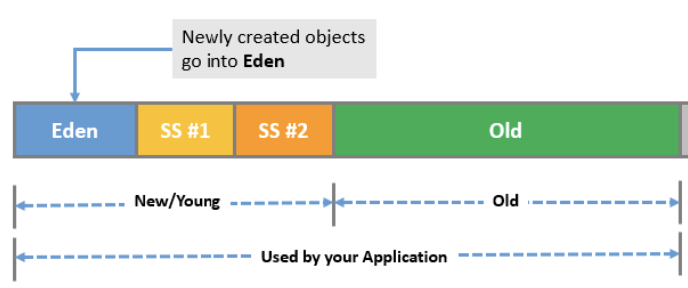 Newly created objects
go into Eden
Eden
SS #1
SS #2
Old
New/Young
Old
Used by your Application